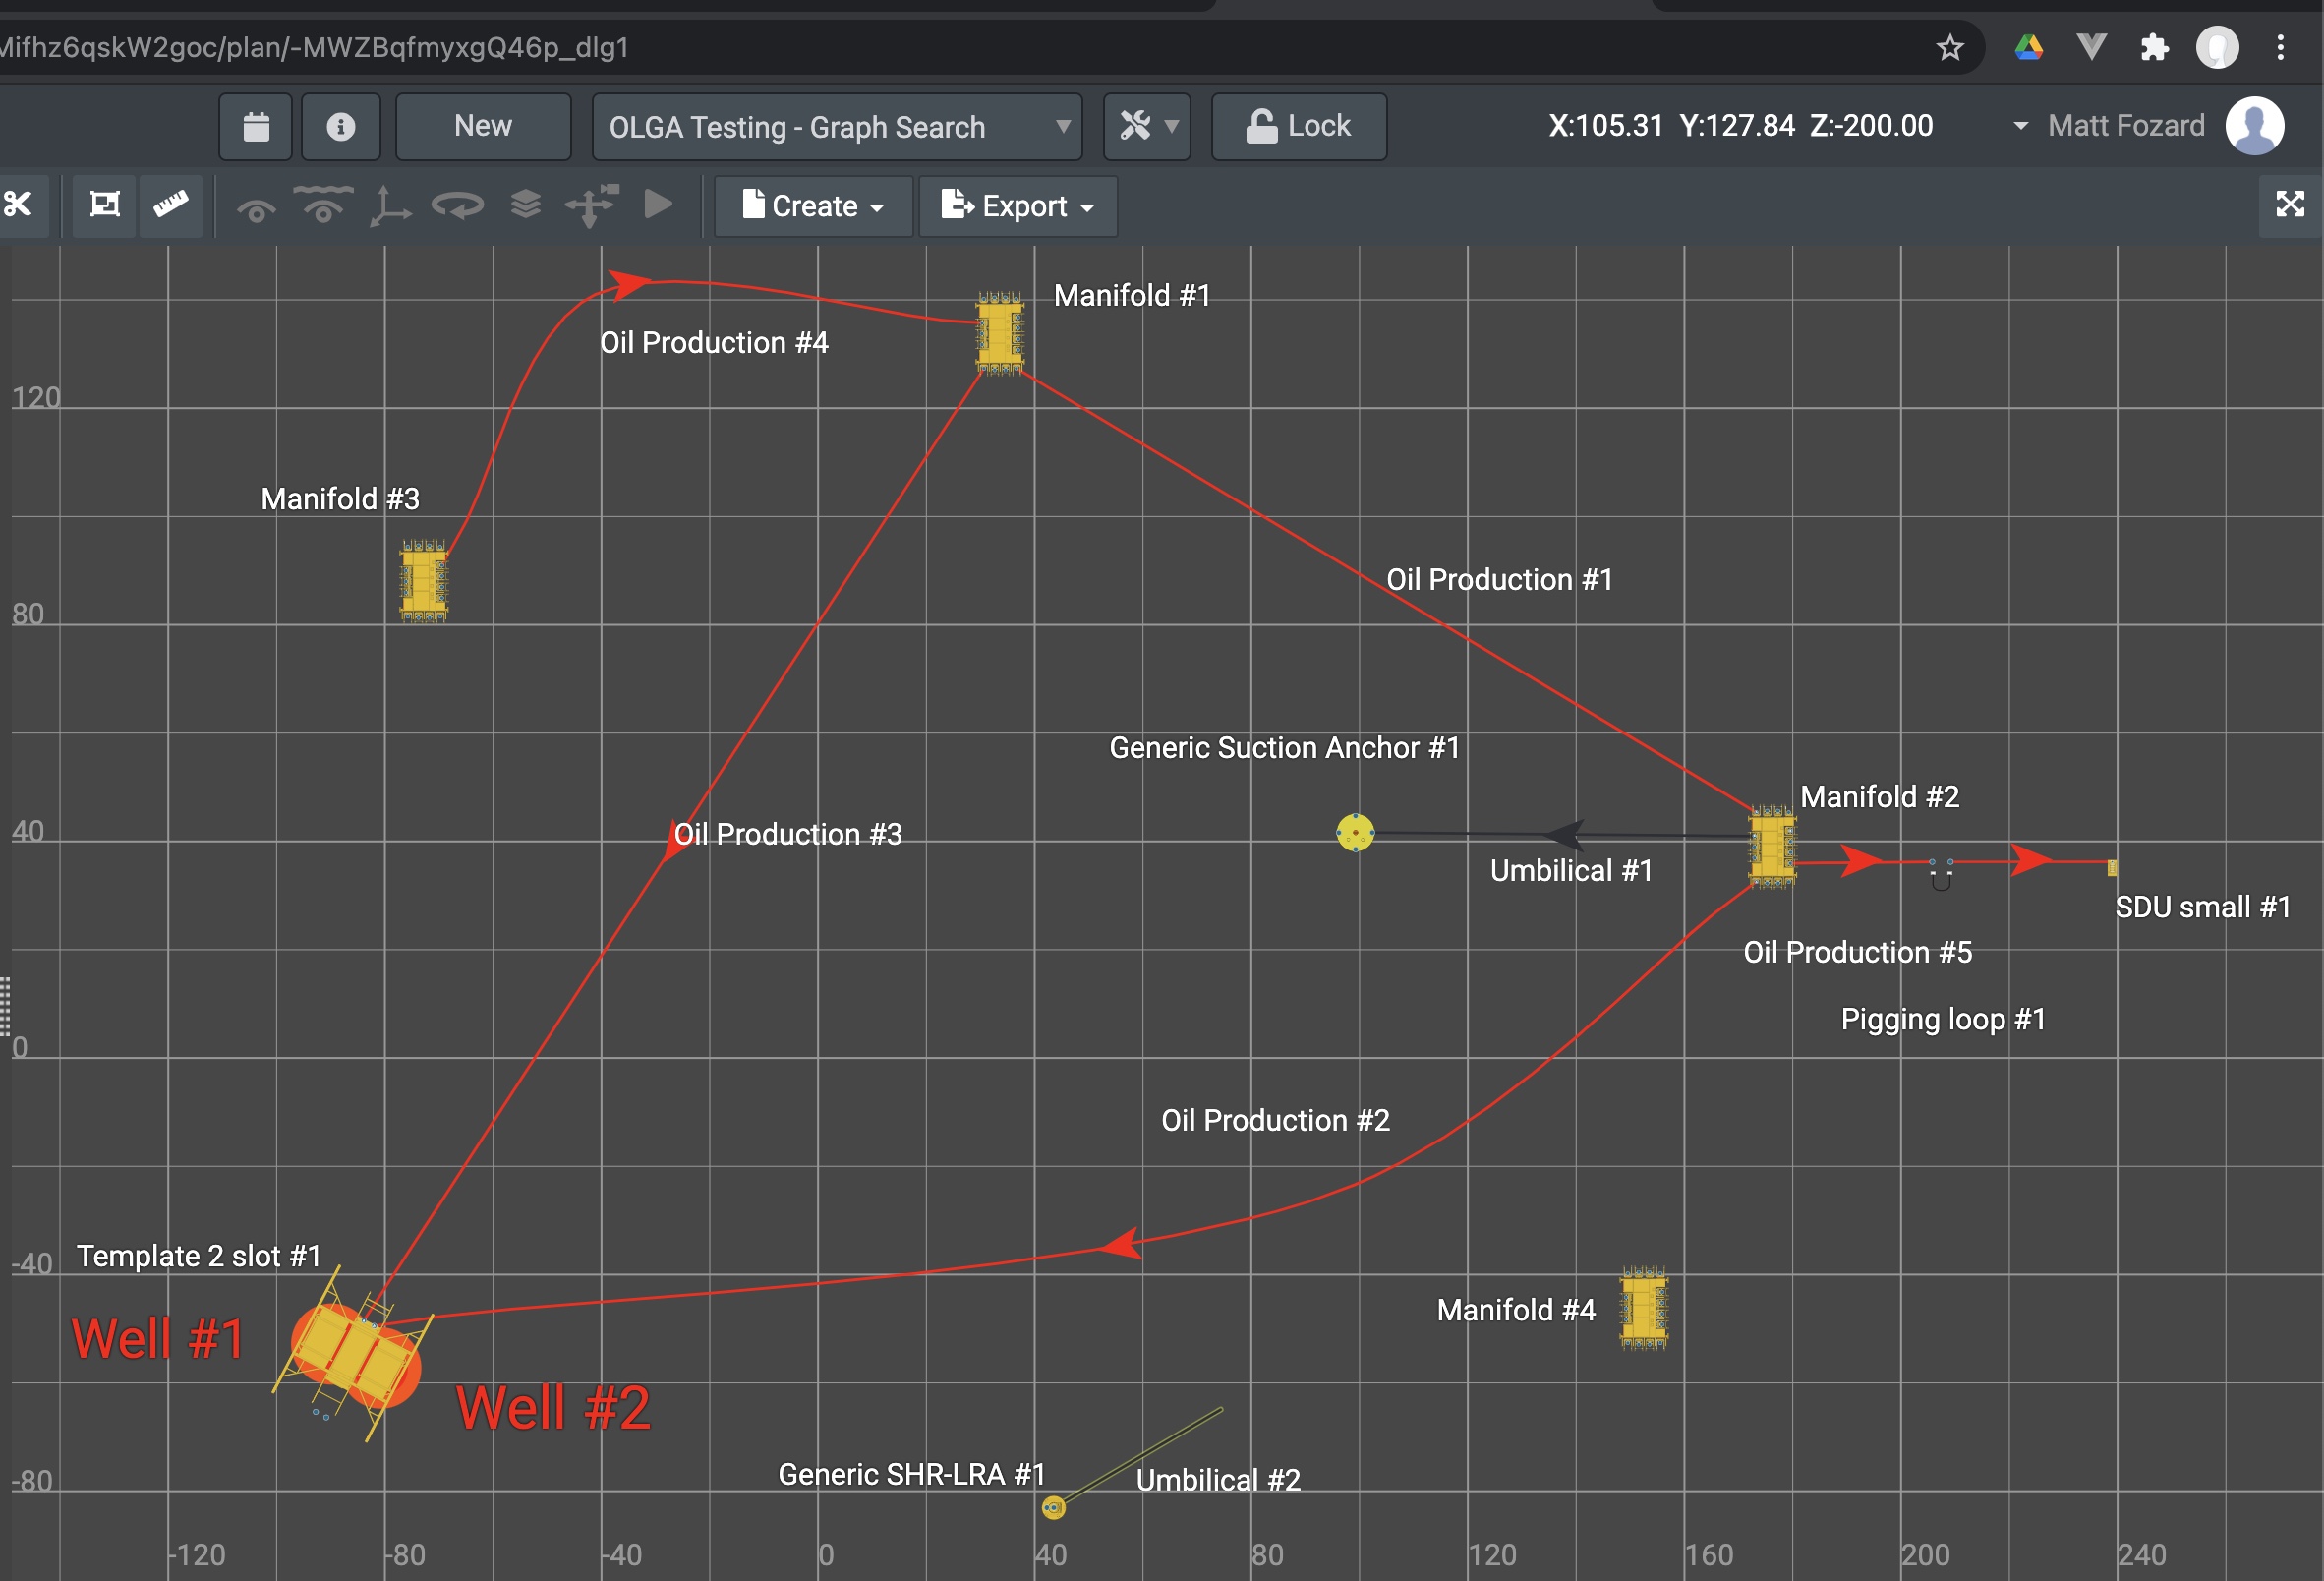 Mifhz6qskW2goc/plan/-MWZBqfmyxgQ46p_dlg1
New
OLGA Testing - Graph Search
Lock
X:105.31 Y:127.84 Z:-200.00
Matt Fozard
Create
Export
Manifold #1
Oil Production #4
120
Manifold #3
Oil Production #1
80
Generic Suction Anchor #1
Manifold #2
40
Oil Production #3
Umbilical #1
SDU small #1
Oil Production #5
Pigging loop #1
0
Oil Production #2
Template 2 slot #1
-40
Manifold #4
Well #1
Well #2
Generic SHR-LRA #1
Umbilical #2
-80
-120
-80
-40
0
40
80
120
160
200
240